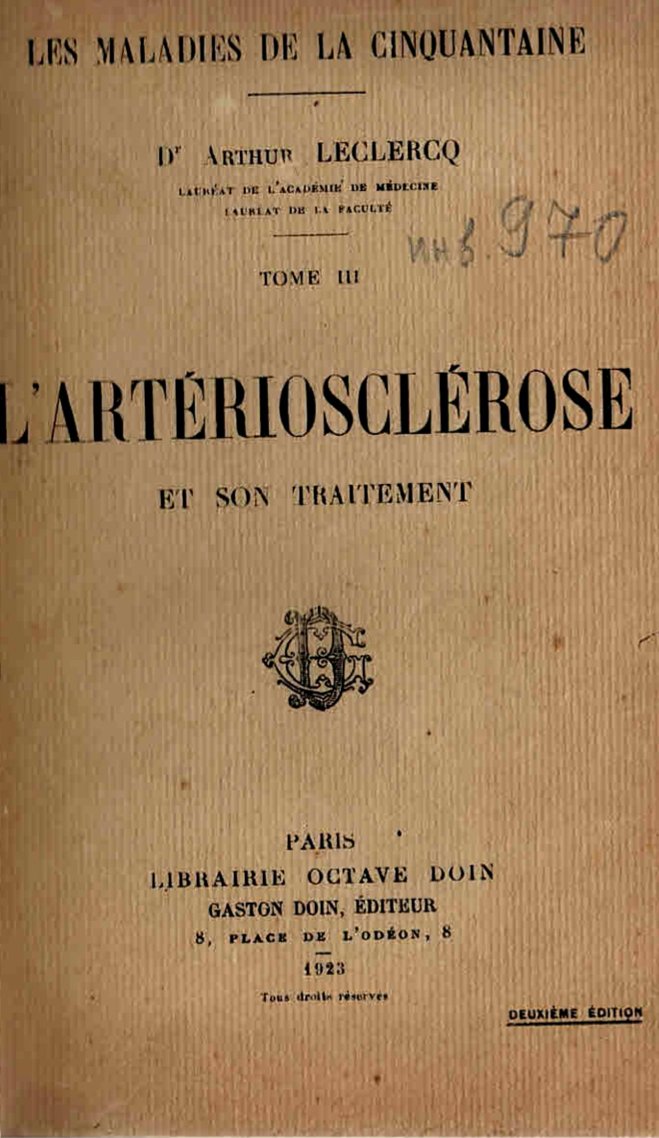 LES MALADIES DE LA CINQUANTAINE
Dr ARTHUR LECLERCQ
LAURÉAT DE L'ACADÉMIE DE MÉDECINE
LAURÉAT DE LA FACULTÉ
инв. 970
TOME III
L'ARTÉRIOSCLÉROSE
ET SON TRAITEMENT
PARIS
LIBRAIRIE OCTAVE DOIN
GASTON DOIN, ÉDITEUR
8, PLACE DE L'ODÉON, 8
1923
Tous droits réservés
DEUXIÈME ÉDITION